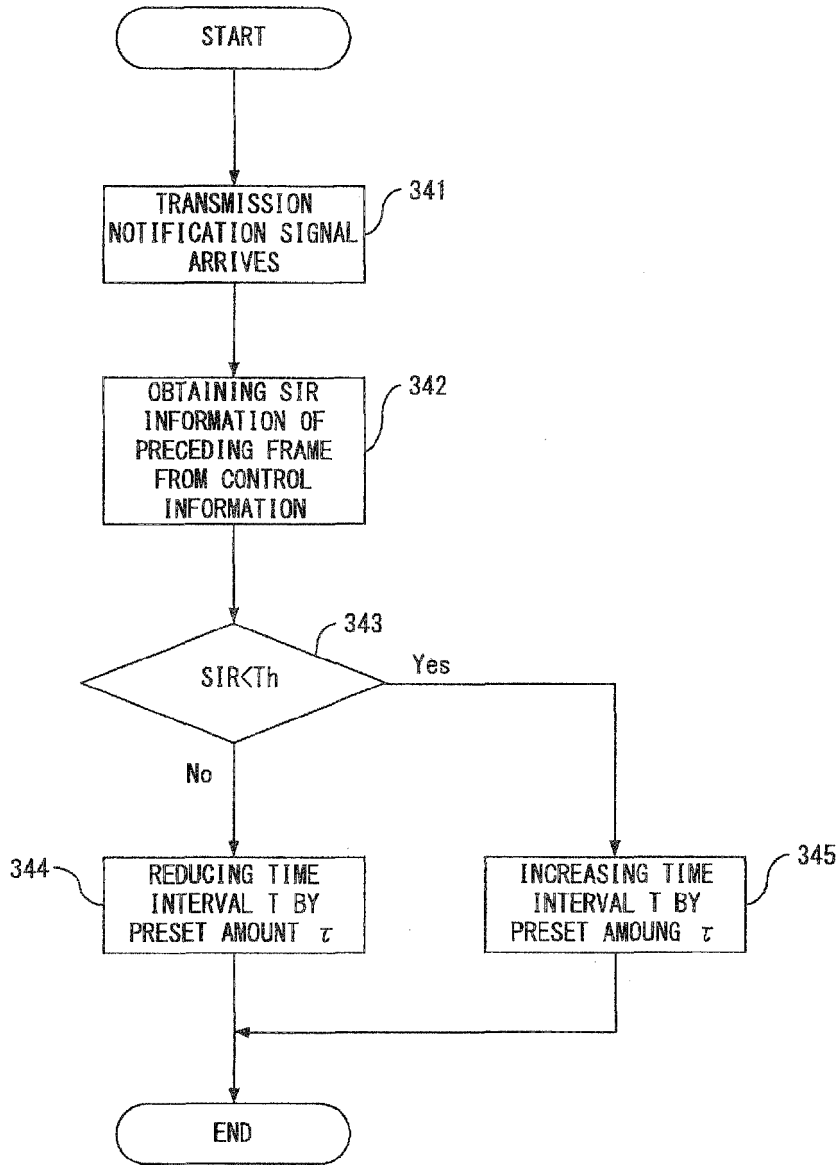 START
341
TRANSMISSION
NOTIFICATION SIGNAL
ARRIVES
342
OBTAINING SIR
INFORMATION OF
PRECEDING FRAME
FROM CONTROL
INFORMATION
343
SIR<Th
Yes
No
344
REDUCING TIME
INTERVAL T BY
PRESET AMOUNT τ
345
INCREASING TIME
INTERVAL T BY
PRESET AMOUNG τ
END